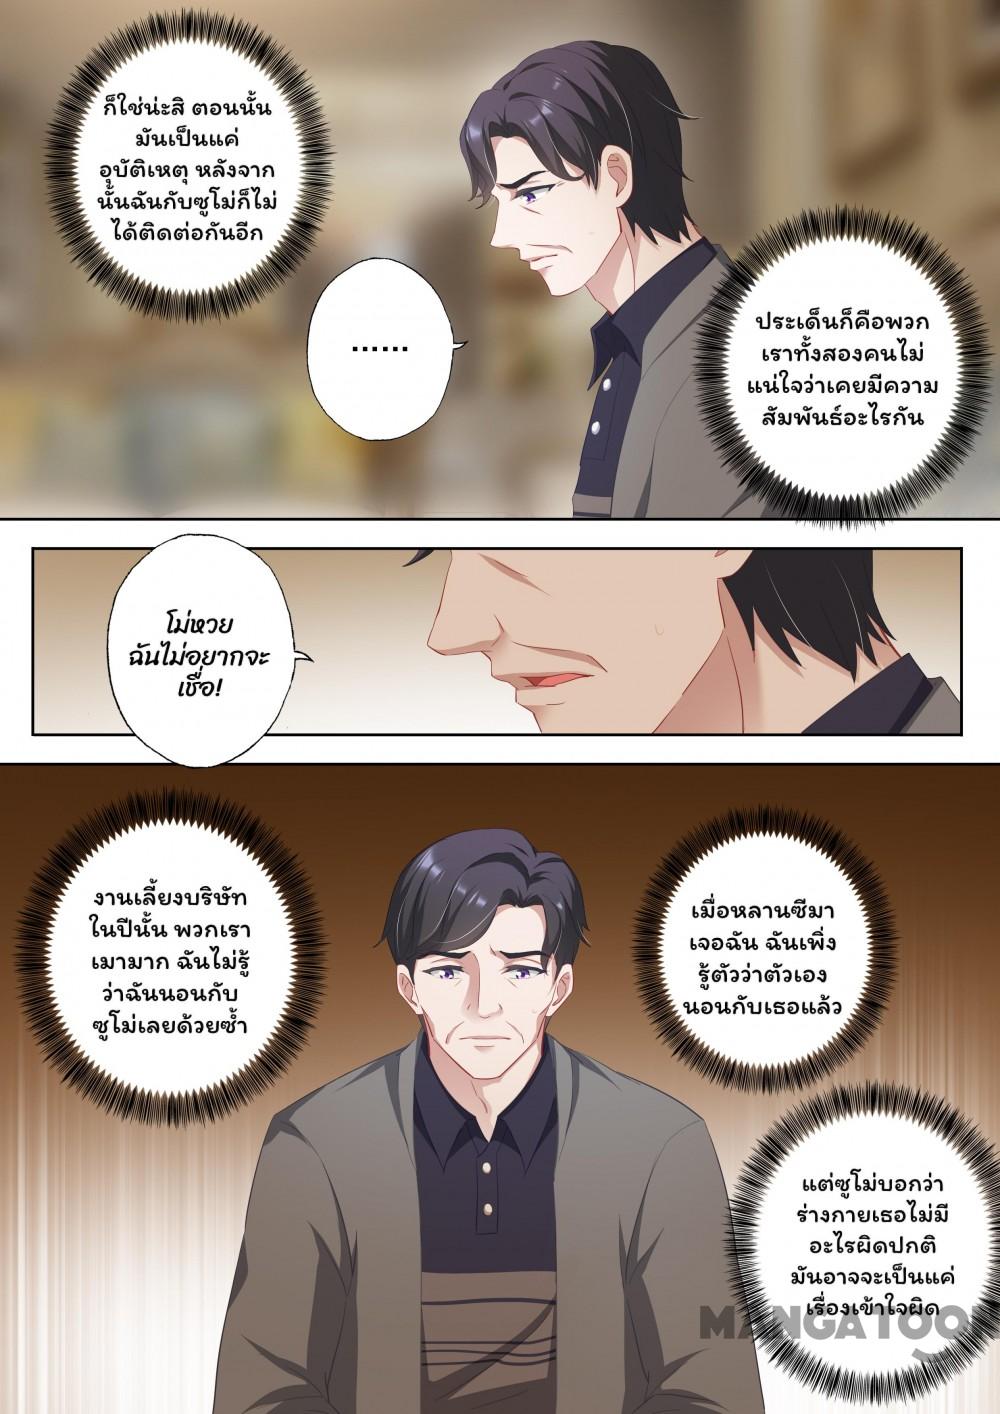 ก็ใช่น่ะสิ ตอนนั้น
มันเป็นแค่
อุบัติเหตุ หลังจาก
นั้นฉันกับซูโม่ก็ไม่
ได้ติดต่อกันอีก
......
ประเด็นก็คือพวก
เราทั้งสองคนไม่
แน่ใจว่าเคยมีความ
สัมพันธ์อะไรกัน
โม่หวย
ฉันไม่อยากจะ
เชื่อ!
งานเลี้ยงบริษัท
ในปีนั้น พวกเรา
เมามาก ฉันไม่รู้
ว่าฉันนอนกับ
ซูโม่เลยด้วยซ้ำ
เมื่อหลานซีมา
เจอฉัน ฉันเพิ่ง
รู้ตัวว่าตัวเอง
นอนกับเธอแล้ว
แต่ซูโม่บอกว่า
ร่างกายเธอไม่มี
อะไรผิดปกติ
มันอาจจะเป็นแค่
เรื่องเข้าใจผิด
MANGATOON